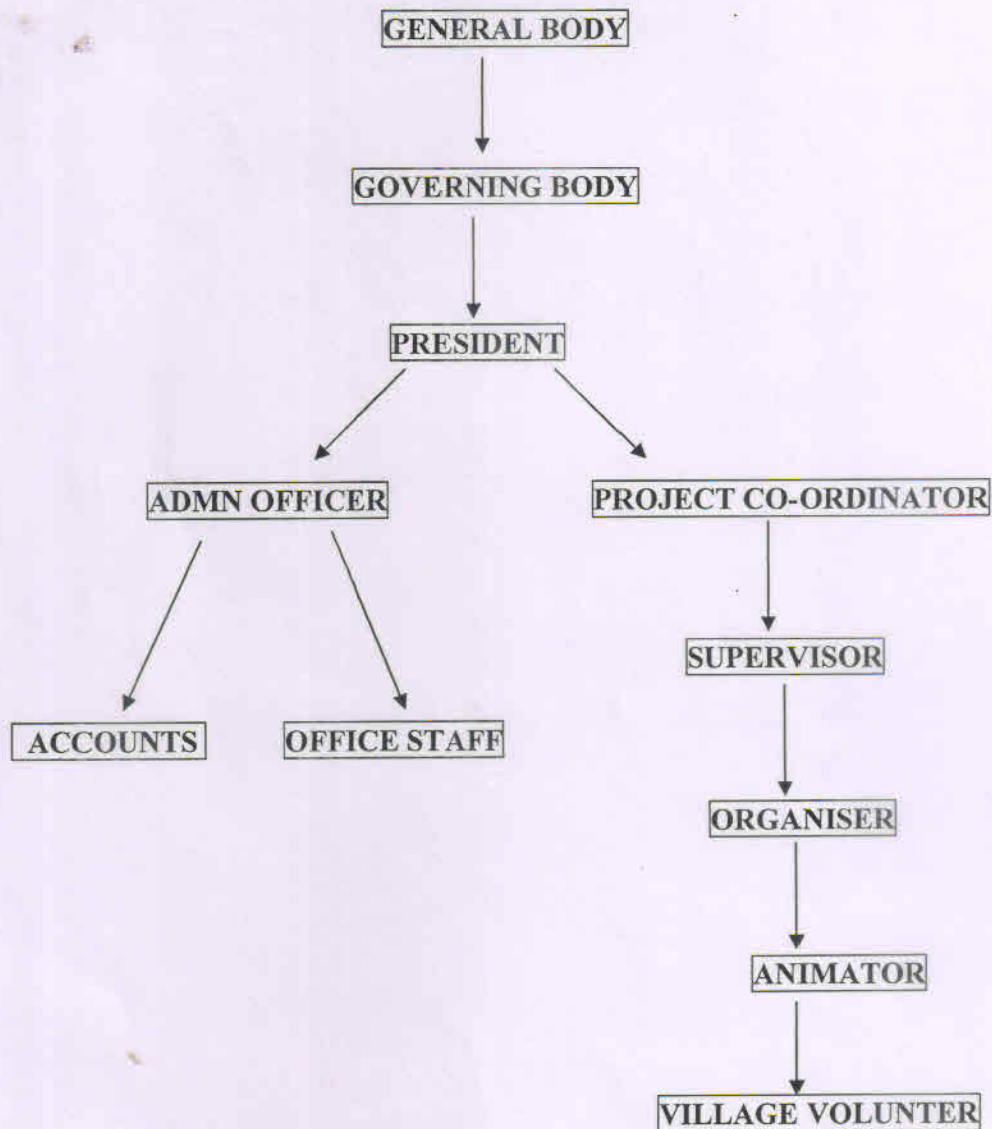 GENERAL BODY
GOVERNING BODY
PRESIDENT
ADMN OFFICER
PROJECT CO-ORDINATOR
SUPERVISOR
ACCOUNTS
OFFICE STAFF
ORGANISER
ANIMATOR
VILLAGE VOLUNTER